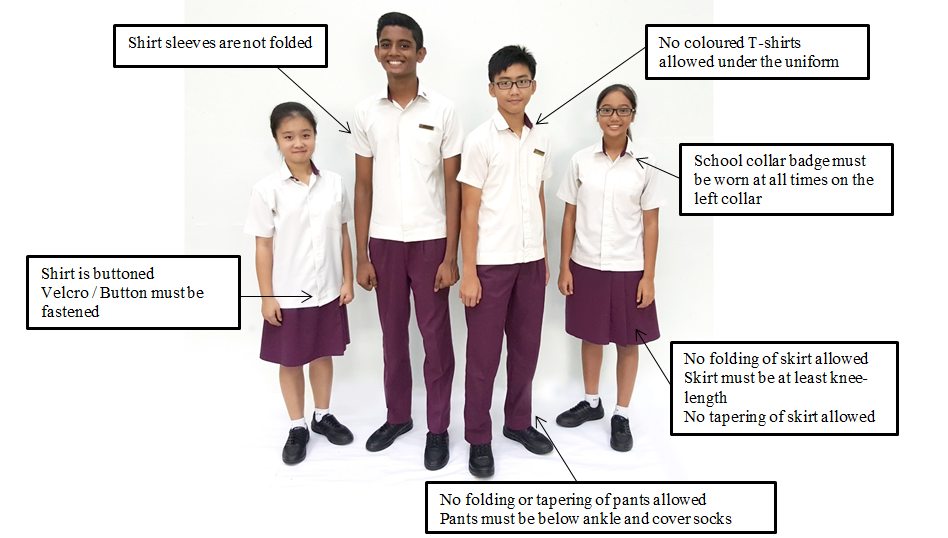 Shirt sleeves are not folded
No coloured T-shirts
allowed under the uniform
School collar badge must
be worn at all times on the
left collar
Shirt is buttoned
Velcro / Button must be
fastened
No folding of skirt allowed
Skirt must be at least knee-
length
No tapering of skirt allowed
No folding or tapering of pants allowed
Pants must be below ankle and cover socks